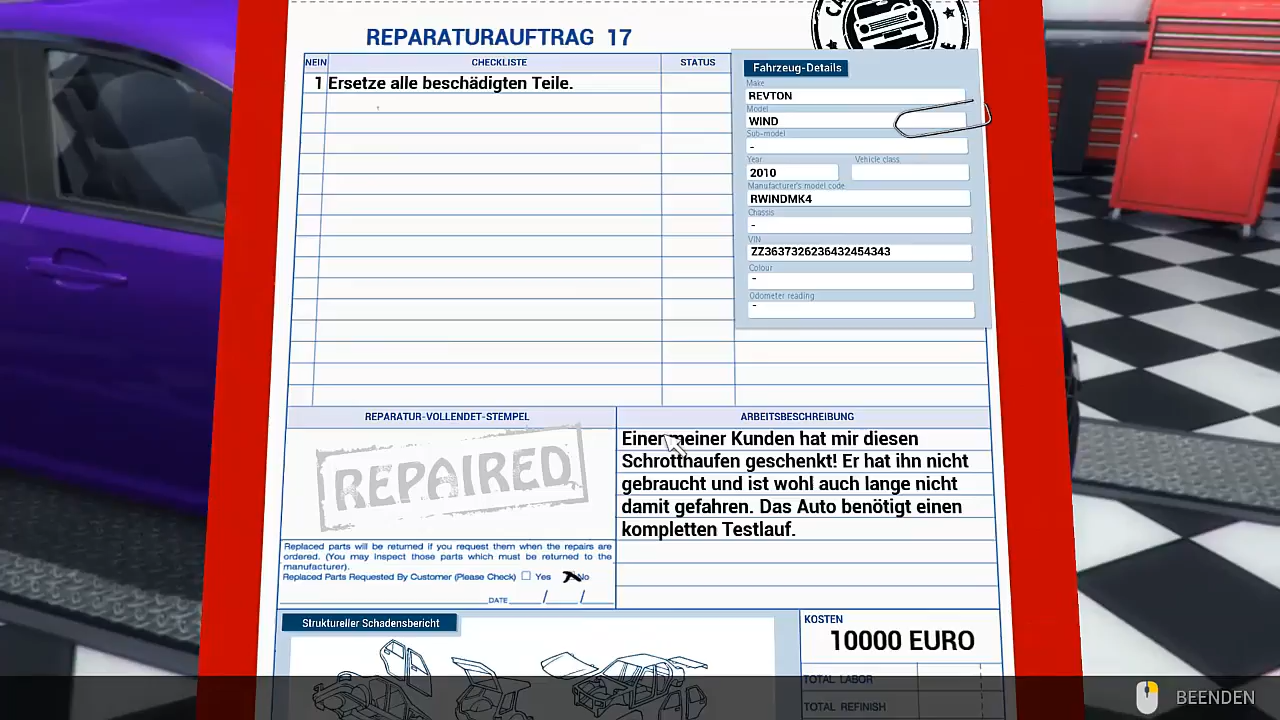 REPARATURAUFTRAG 17
NEIN CHECKLISTE STATUS
1 Ersetze alle beschädigten Teile.
Fahrzeug-Details
Make
REVTON
Model
WIND
Sub-model
-
Year Vehicle class
2010
Manufacturer's model code
RWINDMK4
Chassis
-
VIN
ZZ3637326236432454343
Colour
-
Odometer reading
-
REPARATUR-VOLLENDET-STEMPEL
REPAIRED
Replaced parts will be returned if you request them when the repairs are
ordered. (You may inspect those parts which must be returned to the
manufacturer).
Replaced Parts Requested By Customer (Please Check) Yes No
DATE / /
ARBEITSBESCHREIBUNG
Einer meiner Kunden hat mir diesen
Schrotthaufen geschenkt! Er hat ihn nicht
gebraucht und ist wohl auch lange nicht
damit gefahren. Das Auto benötigt einen
kompletten Testlauf.
Struktureller Schadensbericht
KOSTEN
10000 EURO
TOTAL LABOR
TOTAL REFINISH
BEENDEN